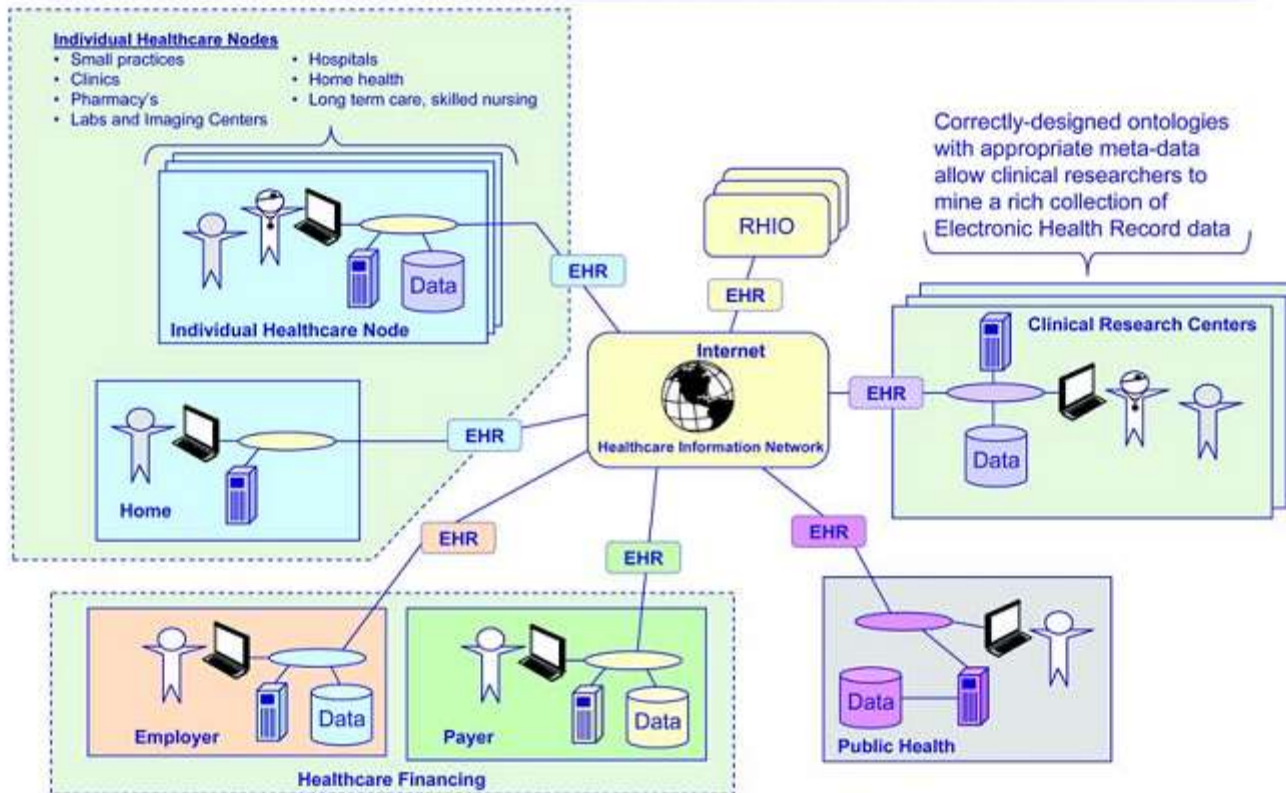 Individual Healthcare Nodes
• Small practices
• Clinics
• Pharmacy's
• Labs and Imaging Centers
• Hospitals
• Home health
• Long term care, skilled nursing
Correctly-designed ontologies
with appropriate meta-data
allow clinical researchers to
mine a rich collection of
Electronic Health Record data
RHIO
EHR
Data
EHR
Individual Healthcare Node
Internet
Healthcare Information Network
Clinical Research Centers
EHR
Data
EHR
Home
EHR
EHR
EHR
Data
Employer
Data
Payer
Healthcare Financing
Data
Public Health